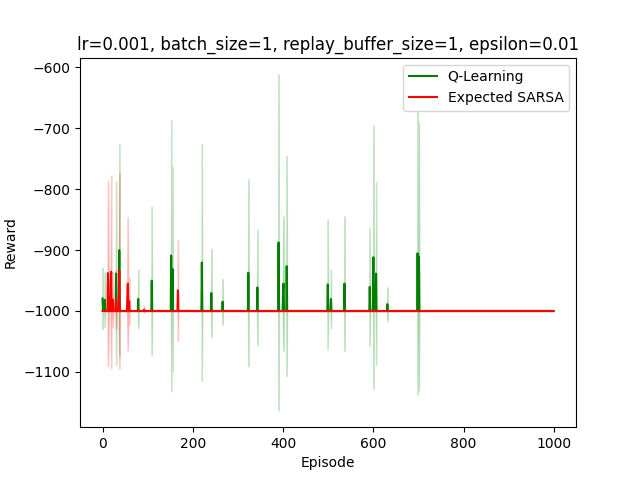 lr=0.001, batch_size=1, replay_buffer_size=1, epsilon=0.01
Q-Learning
Expected SARSA
−600
−700
−800
−900
−1000
−1100
Reward
0 200 400 600 800 1000
Episode